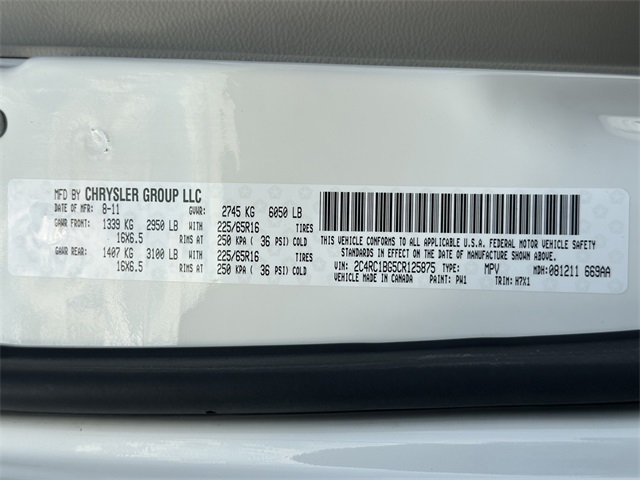 MFD BY CHRYSLER GROUP LLC
DATE OF MFR: 8-11 GVWR: 2745 KG 6050 LB
GAWR FRONT: 1339 KG 2950 LB WITH 225/65R16 TIRES
16X6.5 RIMS AT 250 KPA ( 36 PSI) COLD
GAWR REAR: 1407 KG 3100 LB WITH 225/65R16 TIRES
16X6.5 RIMS AT 250 KPA ( 36 PSI) COLD
THIS VEHICLE CONFORMS TO ALL APPLICABLE U.S.A. FEDERAL MOTOR VEHICLE SAFETY
STANDARDS IN EFFECT ON THE DATE OF MANUFACTURE SHOWN ABOVE.
VIN: 2C4RC1BG5CR125875 TYPE: MPV MDH: 081211 669AA
VEHICLE MADE IN CANADA PAINT: PW1 TRIM: H7X1